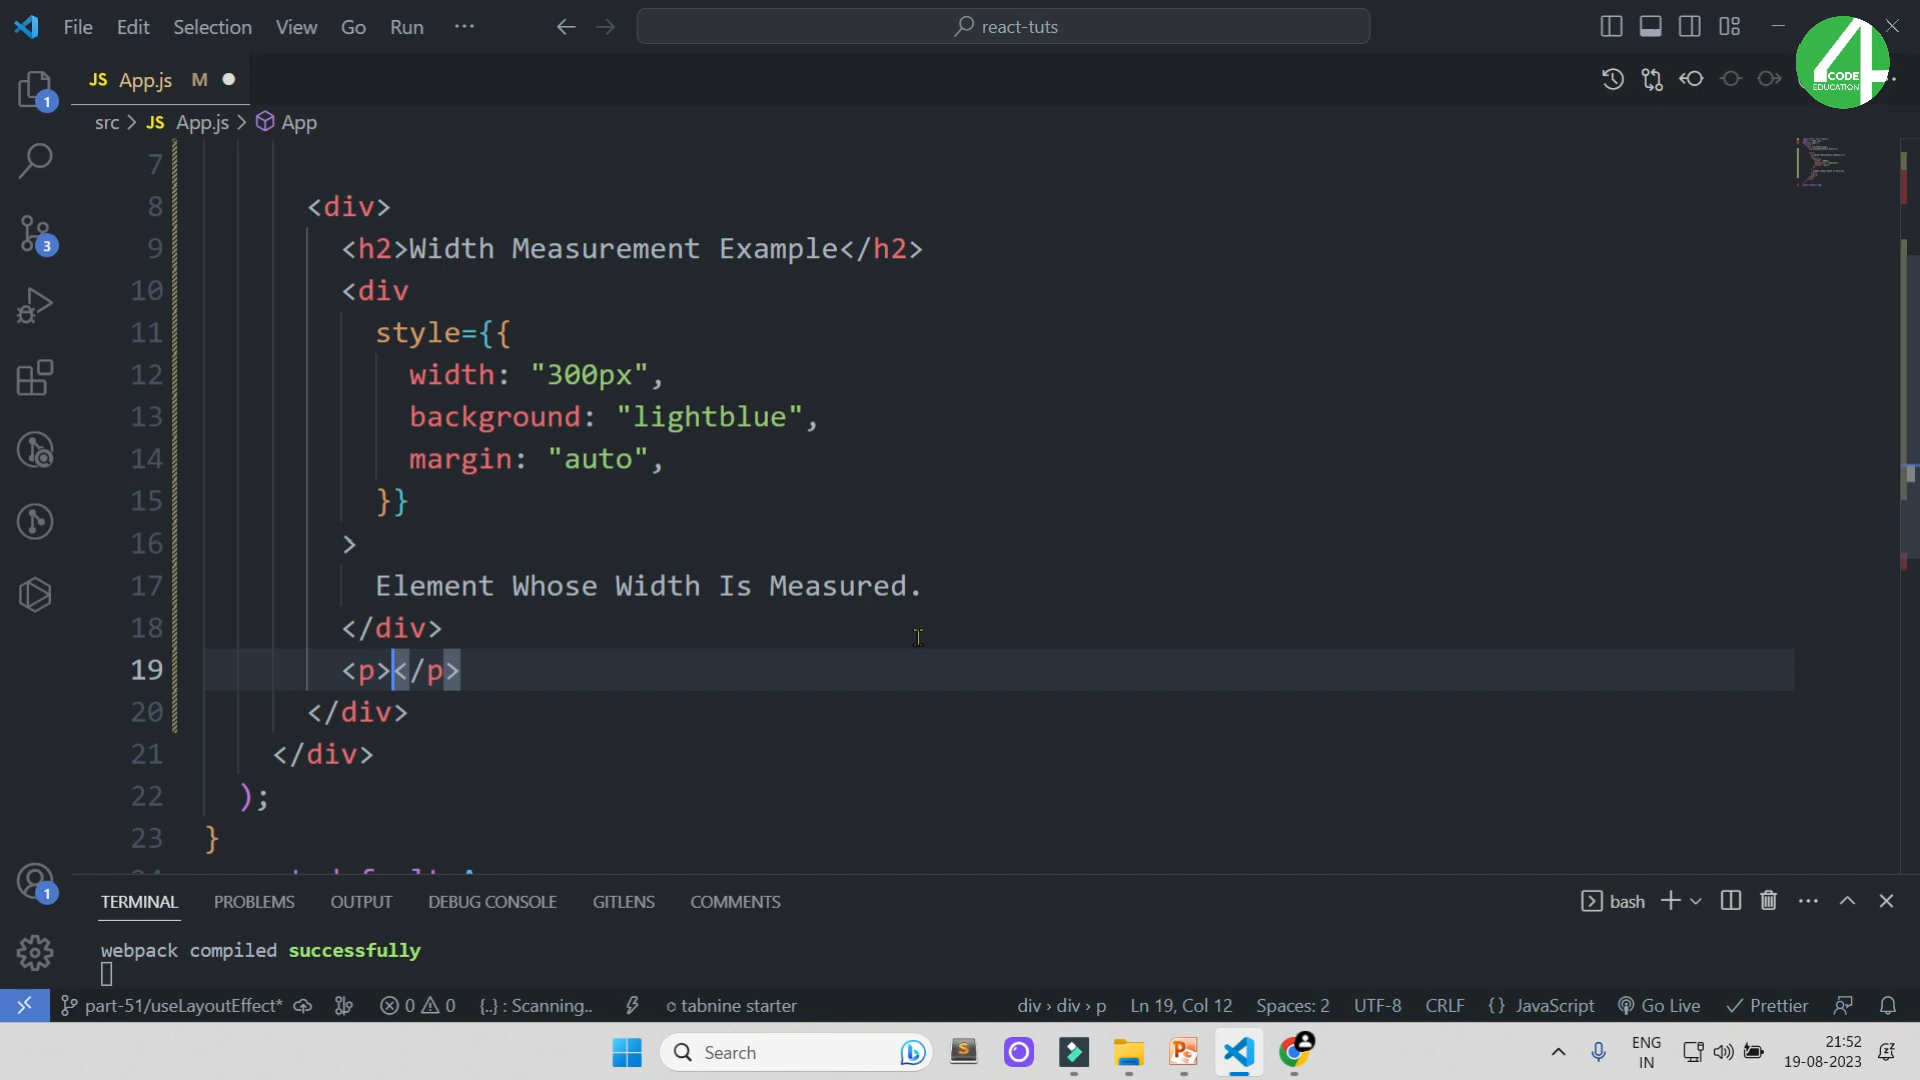 File Edit Selection View Go Run ··· react-tuts
4 CODE EDUCATION
JS App.js M
src > JS App.js > App
7
8 <div>
9 <h2>Width Measurement Example</h2>
10 <div
11 style={{
12 width: "300px",
13 background: "lightblue",
14 margin: "auto",
15 }}
16 >
17 Element Whose Width Is Measured.
18 </div>
19 <p></p>
20 </div>
21 </div>
22 );
23 }
1
3
1
TERMINAL PROBLEMS OUTPUT DEBUG CONSOLE GITLENS COMMENTS bash
webpack compiled successfully
part-51/useLayoutEffect* 0 0 {..} : Scanning.. tabnine starter div › div › p Ln 19, Col 12 Spaces: 2 UTF-8 CRLF {} JavaScript Go Live Prettier
Search ENG IN 21:52 19-08-2023